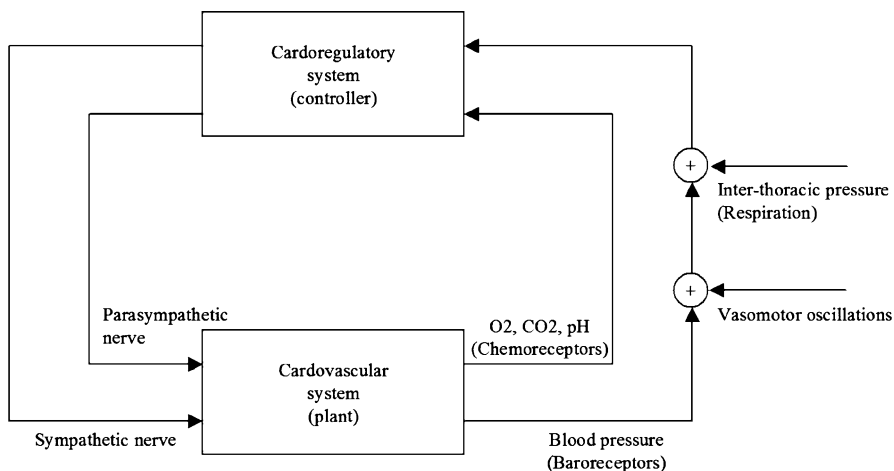 Cardoregulatory
system
(controller)
+
Inter-thoracic pressure
(Respiration)
+
Vasomotor oscillations
Parasympathetic
nerve
O2, CO2, pH
(Chemoreceptors)
Cardovascular
system
(plant)
Sympathetic nerve
Blood pressure
(Baroreceptors)